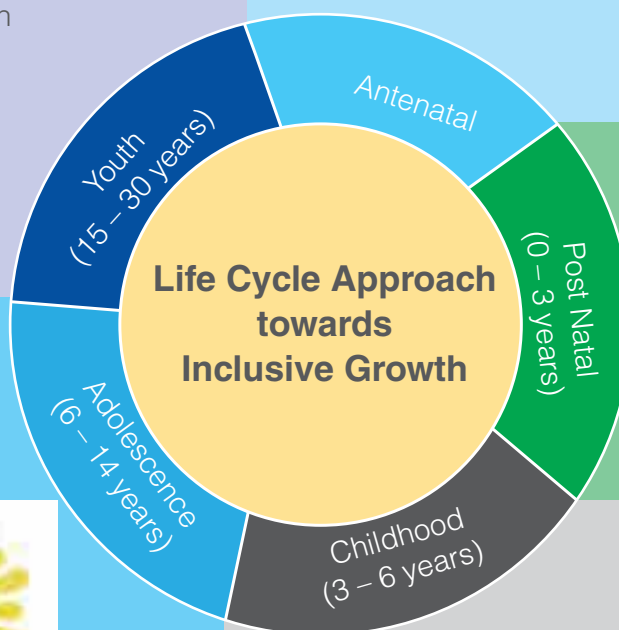 n
Antenatal
Post Natal
(0 – 3 years)
Childhood
(3 – 6 years)
Adolescence
(6 – 14 years)
Youth
(15 – 30 years)
Life Cycle Approach
towards
Inclusive Growth